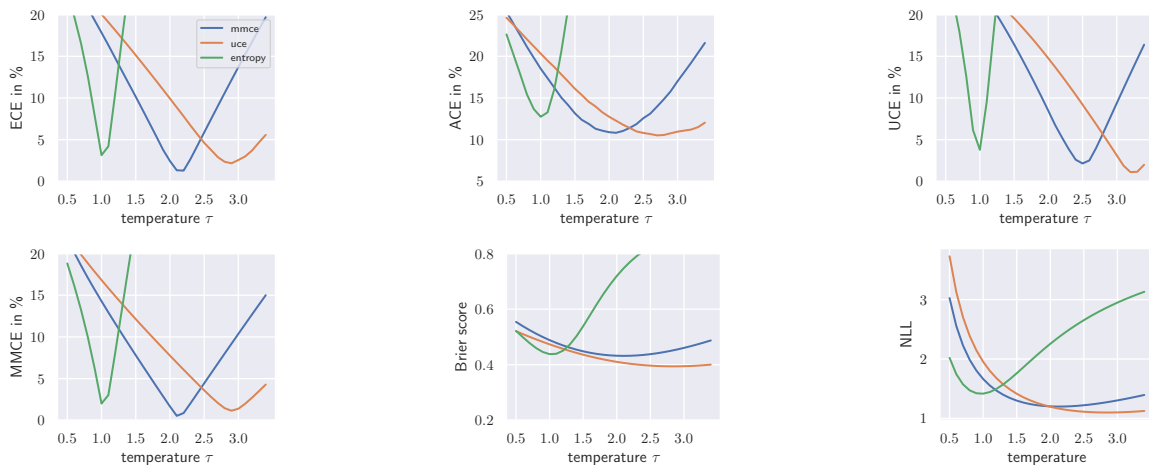 20
15
10
5
0
ECE in %
0.5 1.0 1.5 2.0 2.5 3.0
temperature τ
mmce
uce
entropy
25
20
15
10
5
ACE in %
0.5 1.0 1.5 2.0 2.5 3.0
temperature τ
20
15
10
5
0
UCE in %
0.5 1.0 1.5 2.0 2.5 3.0
temperature τ
20
15
10
5
0
MMCE in %
0.5 1.0 1.5 2.0 2.5 3.0
temperature τ
0.8
0.6
0.4
0.2
Brier score
0.5 1.0 1.5 2.0 2.5 3.0
temperature τ
3
2
1
NLL
0.5 1.0 1.5 2.0 2.5 3.0
temperature